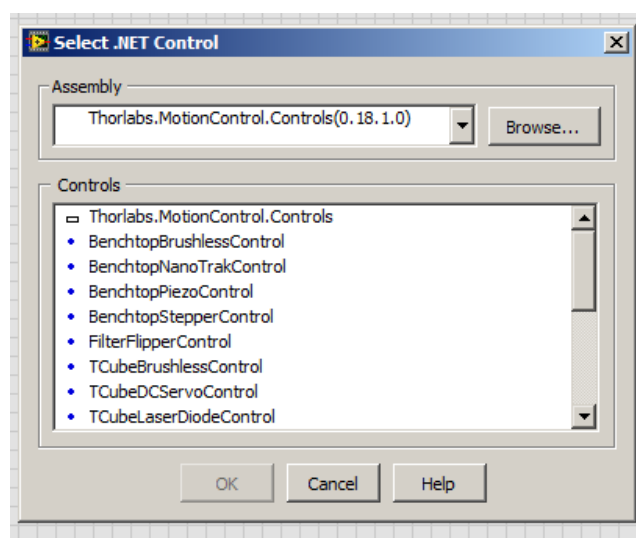 Select .NET Control
Assembly
Thorlabs.MotionControl.Controls(0.18.1.0)
Browse...
Controls
Thorlabs.MotionControl.Controls
BenchtopBrushlessControl
BenchtopNanoTrakControl
BenchtopPiezoControl
BenchtopStepperControl
FilterFlipperControl
TCubeBrushlessControl
TCubeDCServoControl
TCubeLaserDiodeControl
OK Cancel Help